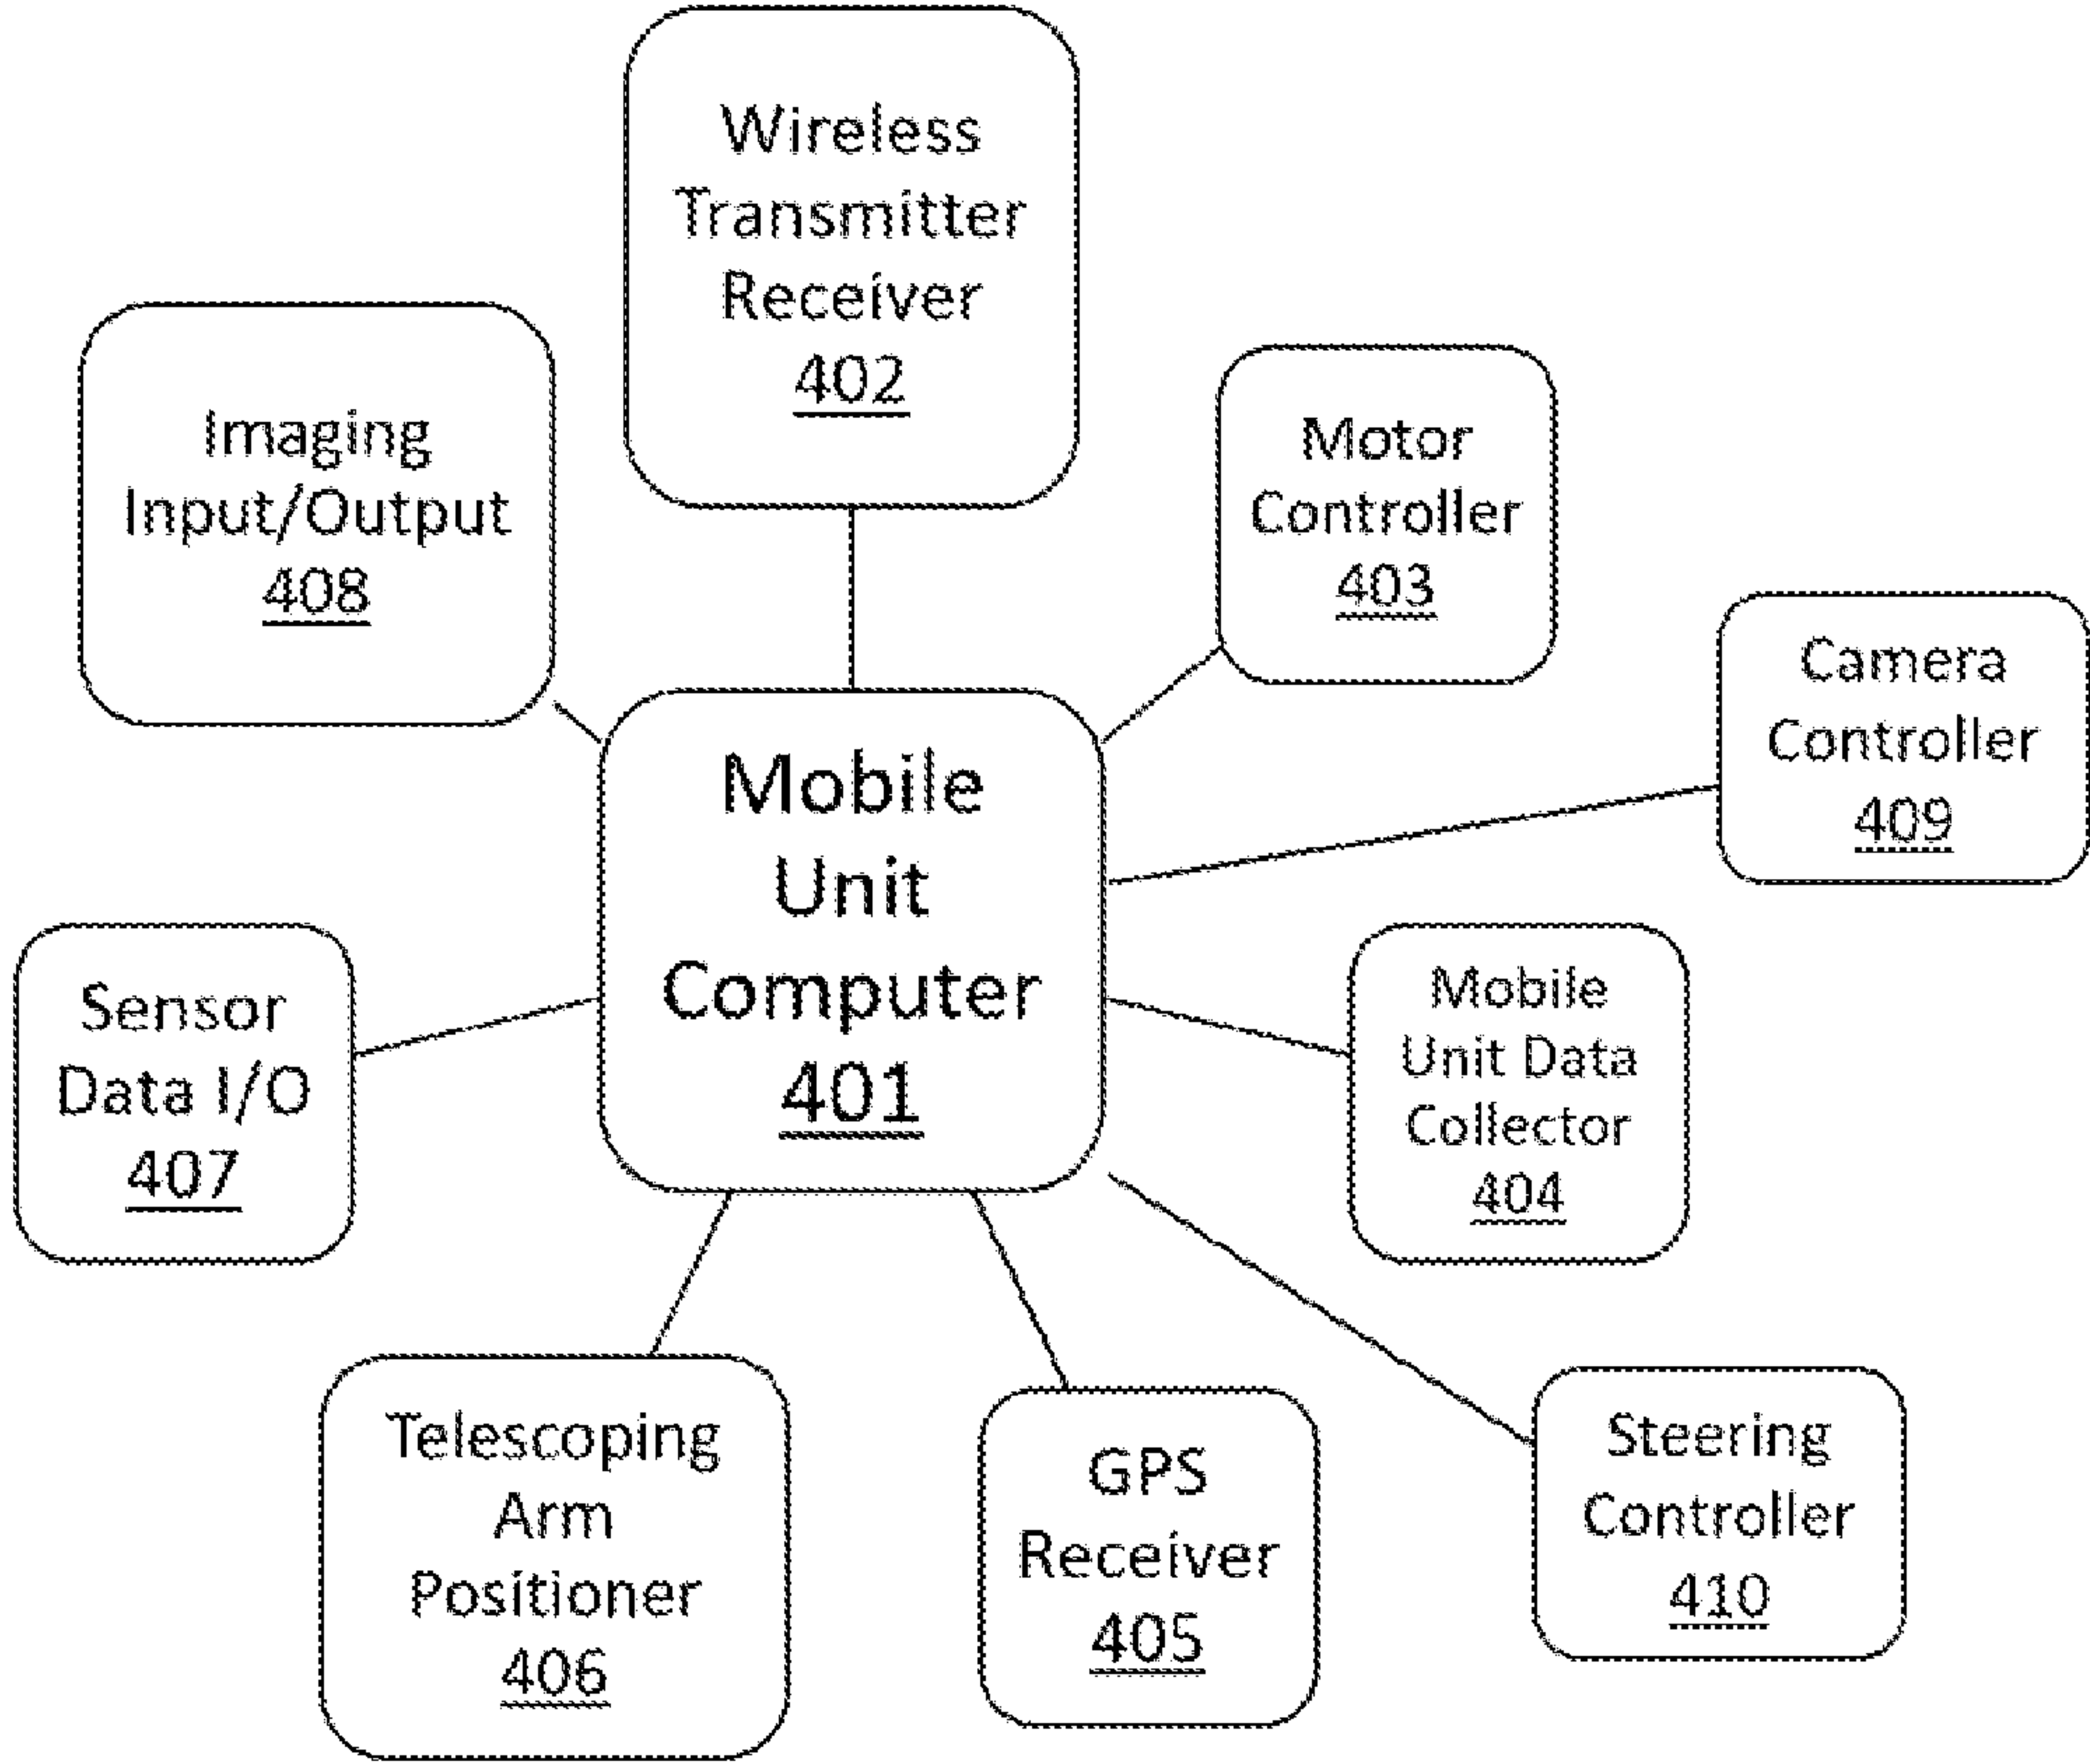 Wireless
Transmitter
Receiver
402
Imaging
Input/Output
408
Motor
Controller
403
Camera
Controller
409
Mobile
Unit
Computer
401
Sensor
Data I/O
407
Mobile
Unit Data
Collector
404
Telescoping
Arm
Positioner
406
GPS
Receiver
405
Steering
Controller
410